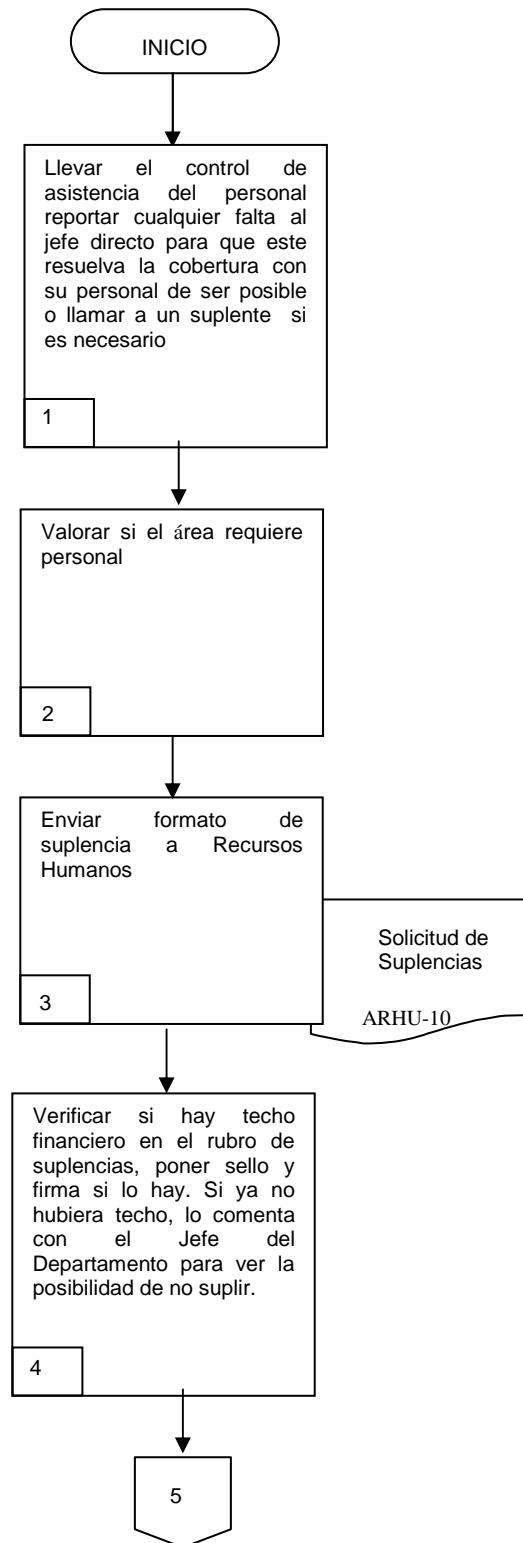 INICIO
Llevar el control de
asistencia del personal
reportar cualquier falta al
jefe directo para que este
resuelva la cobertura con
su personal de ser posible
o llamar a un suplente si
es necesario
1
Valorar si el área requiere
personal
2
Enviar formato de
suplencia a Recursos
Humanos
3
Solicitud de
Suplencias
ARHU-10
Verificar si hay techo
financiero en el rubro de
suplencias, poner sello y
firma si lo hay. Si ya no
hubiera techo, lo comenta
con el Jefe del
Departamento para ver la
posibilidad de no suplir.
4
5